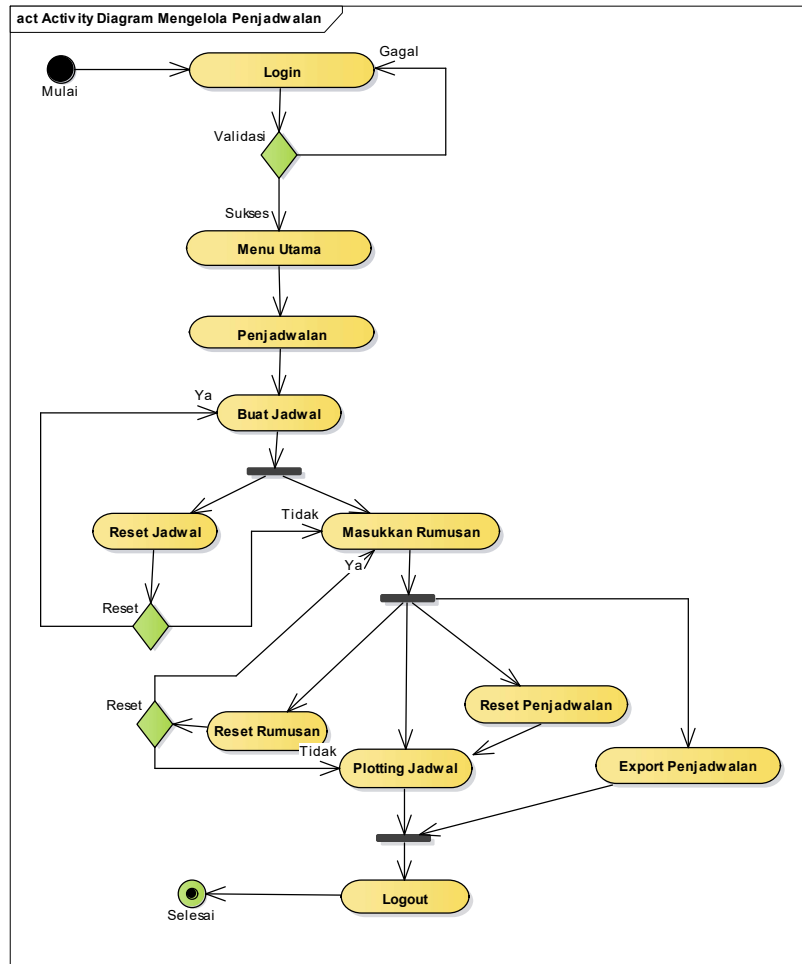 act Activity Diagram Mengelola Penjadwalan
Gagal
Login
Mulai
Validasi
Sukses
Menu Utama
Penjadwalan
Ya
Buat Jadwal
Tidak
Reset Jadwal
Masukkan Rumusan
Ya
Reset
Reset
Reset Penjadwalan
Reset Rumusan
Tidak
Plotting Jadwal
Export Penjadwalan
Logout
Selesai